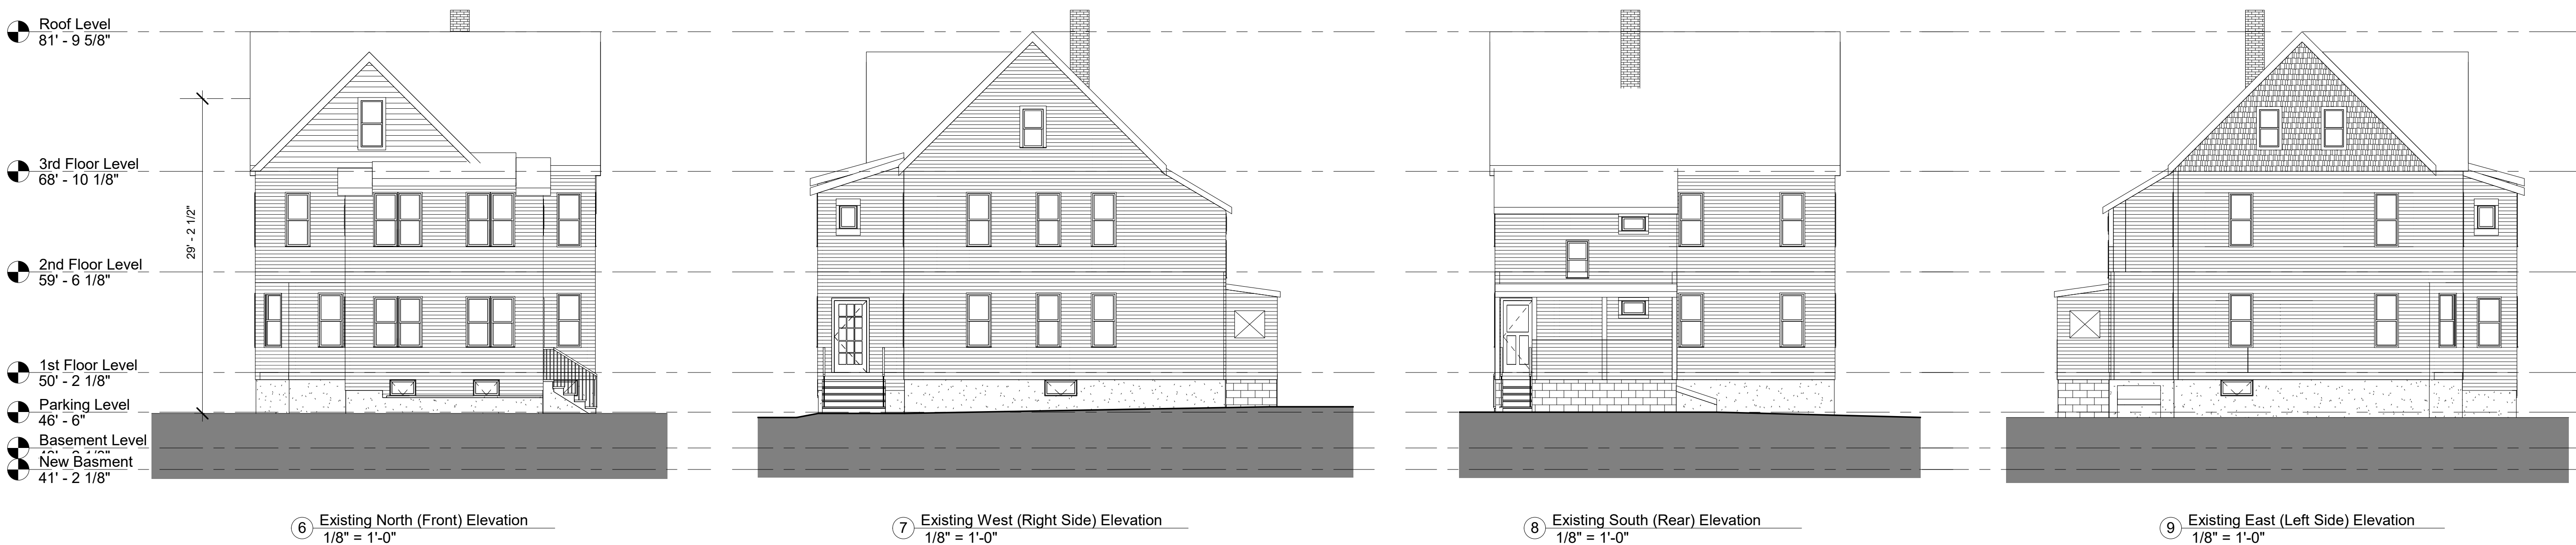 Roof Level
81' - 9 5/8"
3rd Floor Level
68' - 10 1/8"
29' - 2 1/2"
2nd Floor Level
59' - 6 1/8"
1st Floor Level
50' - 2 1/8"
Parking Level
46' - 6"
Basement Level
New Basment
41' - 2 1/8"
6 Existing North (Front) Elevation
1/8" = 1'-0"
7 Existing West (Right Side) Elevation
1/8" = 1'-0"
8 Existing South (Rear) Elevation
1/8" = 1'-0"
9 Existing East (Left Side) Elevation
1/8" = 1'-0"